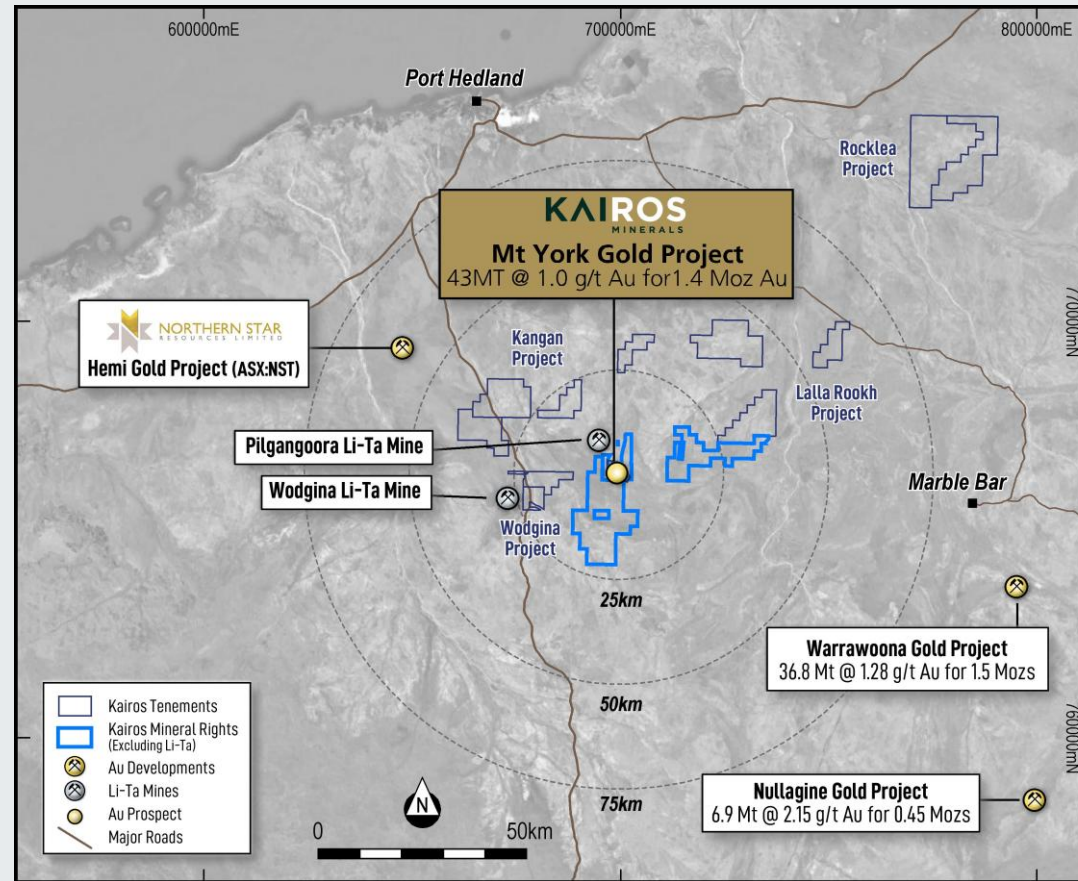 600000mE
700000mE
800000mE
Port Hedland
Rocklea
Project
KAIROS
MINERALS
Mt York Gold Project
43MT @ 1.0 g/t Au for1.4 Moz Au
7700000mN
NORTHERN STAR
RESOURCES LIMITED
Hemi Gold Project (ASX:NST)
Kangan
Project
Lalla Rookh
Project
Pilgangoora Li-Ta Mine
Wodgina Li-Ta Mine
Marble Bar
Wodgina
Project
25km
Warrawoona Gold Project
36.8 Mt @ 1.28 g/t Au for 1.5 Mozs
50km
7600000mN
75km
Nullagine Gold Project
6.9 Mt @ 2.15 g/t Au for 0.45 Mozs
Kairos Tenements
Kairos Mineral Rights
(Excluding Li-Ta)
Au Developments
Li-Ta Mines
Au Prospect
Major Roads
N
0
50km